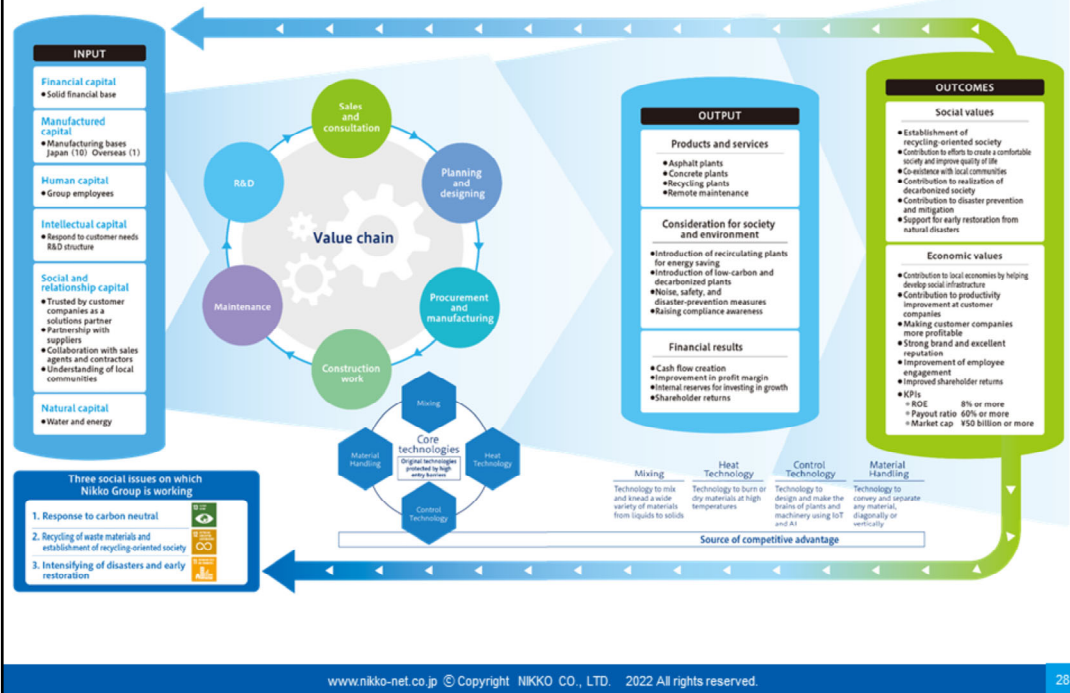 INPUT
Financial capital
●Solid financial base
Manufactured
capital
●Manufacturing bases
Japan (10) Overseas (1)
Human capital
●Group employees
Intellectual capital
●Respond to customer needs
R&D structure
Social and
relationship capital
●Trusted by customer
companies as a
solutions partner
●Partnership with
suppliers
●Collaboration with sales
agents and contractors
●Understanding of local
communities
Natural capital
●Water and energy
Sales
and
consultation
Planning
and
designing
Procurement
and
manufacturing
Construction
work
Maintenance
R&D
Value chain
Mixing
Heat
Technology
Control
Technology
Material
Handling
Core
technologies
Original technologies
protected by high
entry barriers
OUTPUT
Products and services
●Asphalt plants
●Concrete plants
●Recycling plants
●Remote maintenance
Consideration for society
and environment
●Introduction of recirculating plants
for energy saving
●Introduction of low-carbon and
decarbonized plants
●Noise, safety, and
disaster-prevention measures
●Raising compliance awareness
Financial results
●Cash flow creation
●Improvement in profit margin
●Internal reserves for investing in growth
●Shareholder returns
OUTCOMES
Social values
●Establishment of
recycling-oriented society
●Contribution to efforts to create a comfortable
society and improve quality of life
●Co-existence with local communities
●Contribution to realization of
decarbonized society
●Contribution to disaster prevention
and mitigation
●Support for early restoration from
natural disasters
Economic values
●Contribution to local economies by helping
develop social infrastructure
●Contribution to productivity
improvement at customer
companies
●Making customer companies
more profitable
●Strong brand and excellent
reputation
●Improvement of employee
engagement
●Improved shareholder returns
●KPIs
ROE 8% or more
Payout ratio 60% or more
Market cap ¥50 billion or more
Three social issues on which
Nikko Group is working
1. Response to carbon neutral
2. Recycling of waste materials and
establishment of recycling-oriented society
3. Intensifying of disasters and early
restoration
Mixing
Technology to mix
and knead a wide
variety of materials
from liquids to solids
Heat
Technology
Technology to burn or
dry materials at high
temperatures
Control
Technology
Technology to
design and make the
brains of plants and
machinery using IoT
and AI
Material
Handling
Technology to
convey and separate
any material,
diagonally or
vertically
Source of competitive advantage
www.nikko-net.co.jp © Copyright NIKKO CO., LTD. 2022 All rights reserved.
28